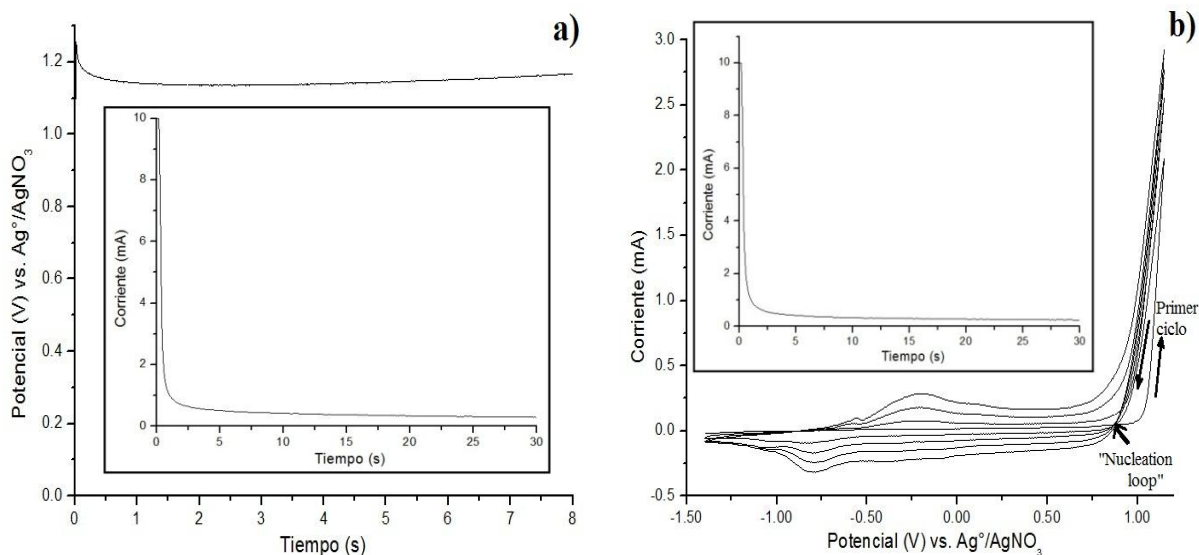 a)
1.2
1.0
0.8
0.6
0.4
0.2
0.0
Potencial (V) vs. Ag°/AgNO3
0 1 2 3 4 5 6 7 8
Tiempo (s)
10
8
6
4
2
0
Corriente (mA)
0 5 10 15 20 25 30
Tiempo (s)
b)
3.0
2.5
2.0
1.5
1.0
0.5
0.0
-0.5
Corriente (mA)
-1.50 -1.00 -0.50 0.00 0.50 1.00
Potencial (V) vs. Ag°/AgNO3
10
8
6
4
2
0
Corriente (mA)
0 5 10 15 20 25 30
Tiempo (s)
Primer
ciclo
"Nucleation
loop"